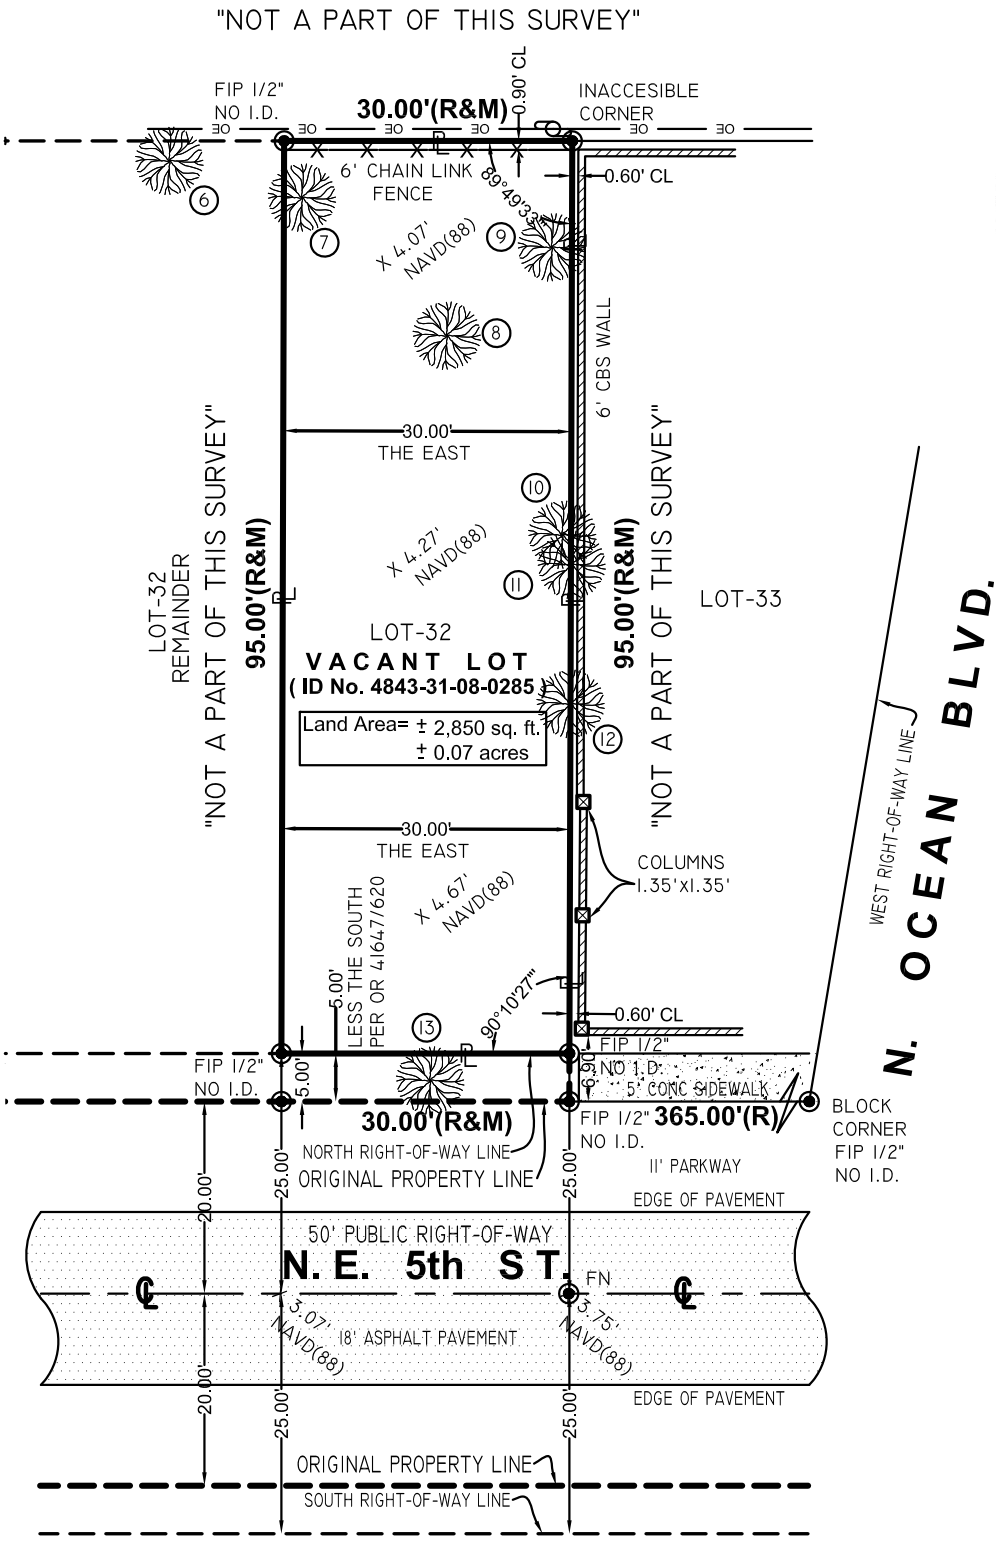 "NOT A PART OF THIS SURVEY"
FIP 1/2"
NO I.D.
30.00'(R&M)
0.90' CL
INACCESIBLE
CORNER
30 30 30 30 30 30
6' CHAIN LINK
FENCE
89°49'33"
0.60' CL
6
7
X 4.07'
NAVD(88)
9
8
6' CBS WALL
30.00'
THE EAST
"NOT A PART OF THIS SURVEY"
LOT-32
REMAINDER
95.00'(R&M)
X 4.27'
NAVD(88)
10
11
95.00'(R&M)
"NOT A PART OF THIS SURVEY"
LOT-33
LOT-32
VACANT LOT
( ID No. 4843-31-08-0285 )
Land Area= ± 2,850 sq. ft.
± 0.07 acres
12
N. OCEAN BLVD.
WEST RIGHT-OF-WAY LINE
30.00'
THE EAST
COLUMNS
1.35'x1.35'
X 4.67'
NAVD(88)
5.00'
LESS THE SOUTH
PER OR 41647/620
90°10'27"
13
0.60' CL
FIP 1/2"
NO I.D.
5.00'
6.90'
FIP 1/2"
NO I.D.
5' CONC SIDEWALK
30.00'(R&M)
FIP 1/2"
NO I.D.
365.00'(R)
BLOCK
CORNER
FIP 1/2"
NO I.D.
NORTH RIGHT-OF-WAY LINE
ORIGINAL PROPERTY LINE
11' PARKWAY
20.00'
25.00'
25.00'
EDGE OF PAVEMENT
50' PUBLIC RIGHT-OF-WAY
N. E. 5th ST.
FN
CL
CL
3.07'
NAVD(88)
18' ASPHALT PAVEMENT
3.75'
NAVD(88)
20.00'
25.00'
25.00'
EDGE OF PAVEMENT
ORIGINAL PROPERTY LINE
SOUTH RIGHT-OF-WAY LINE